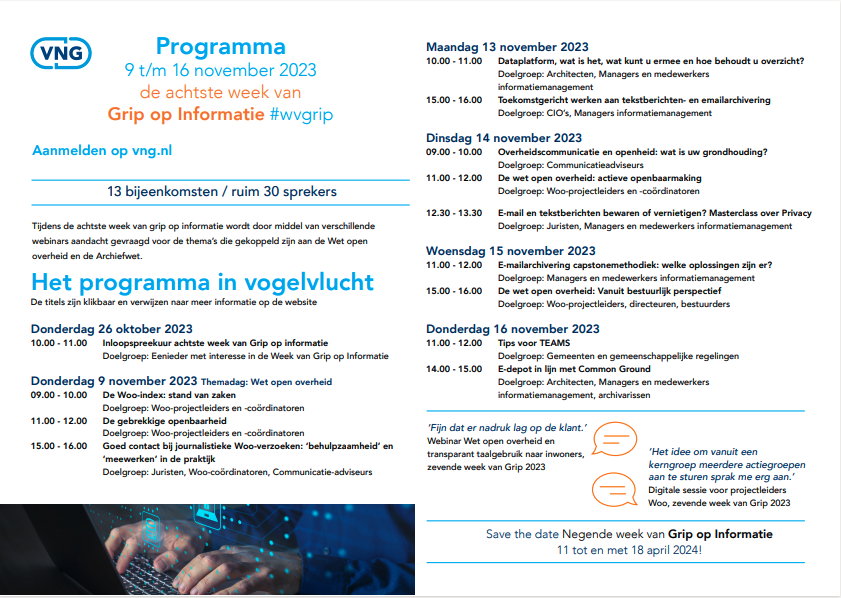 VNG
Programma
9 t/m 16 november 2023
de achtste week van
Grip op Informatie #wvgrip
Aanmelden op vng.nl
13 bijeenkomsten / ruim 30 sprekers
Tijdens de achtste week van grip op informatie wordt door middel van verschillende
webinars aandacht gevraagd voor de thema's die gekoppeld zijn aan de Wet open
overheid en de Archiefwet.
Het programma in vogelvlucht
De titels zijn klikbaar en verwijzen naar meer informatie op de website
Donderdag 26 oktober 2023
10.00 - 11.00 Inloopspreekuur achtste week van Grip op informatie
Doelgroep: Eenieder met interesse in de Week van Grip op Informatie
Donderdag 9 november 2023 Themadag: Wet open overheid
09.00 - 10.00 De Woo-index: stand van zaken
Doelgroep: Woo-projectleiders en -coördinatoren
11.00 - 12.00 De gebrekkige openbaarheid
Doelgroep: Woo-projectleiders en -coördinatoren
15.00 - 16.00 Goed contact bij journalistieke Woo-verzoeken: 'behulpzaamheid' en
'meewerken' in de praktijk
Doelgroep: Juristen, Woo-coördinatoren, Communicatie-adviseurs
Maandag 13 november 2023
10.00 - 11.00 Dataplatform, wat is het, wat kunt u ermee en hoe behoudt u overzicht?
Doelgroep: Architecten, Managers en medewerkers
informatiemanagement
15.00 - 16.00 Toekomstgericht werken aan tekstberichten- en emailarchivering
Doelgroep: CIO's, Managers informatiemanagement
Dinsdag 14 november 2023
09.00 - 10.00 Overheidscommunicatie en openheid: wat is uw grondhouding?
Doelgroep: Communicatieadviseurs
11.00 - 12.00 De wet open overheid: actieve openbaarmaking
Doelgroep: Woo-projectleiders en -coördinatoren
12.30 - 13.30 E-mail en tekstberichten bewaren of vernietigen? Masterclass over Privacy
Doelgroep: Juristen, Managers en medewerkers informatiemanagement
Woensdag 15 november 2023
11.00 - 12.00 E-mailarchivering capstonemethodiek: welke oplossingen zijn er?
Doelgroep: Managers en medewerkers informatiemanagement
15.00 - 16.00 De wet open overheid: Vanuit bestuurlijk perspectief
Doelgroep: Woo-projectleiders, directeuren, bestuurders
Donderdag 16 november 2023
11.00 - 12.00 Tips voor TEAMS
Doelgroep: Gemeenten en gemeenschappelijke regelingen
14.00 - 15.00 E-depot in lijn met Common Ground
Doelgroep: Architecten, Managers en medewerkers
informatiemanagement, archivarissen
'Fijn dat er nadruk lag op de klant.'
Webinar Wet open overheid en
transparant taalgebruik naar inwoners,
zevende week van Grip 2023
'Het idee om vanuit een
kerngroep meerdere actiegroepen
aan te sturen sprak me erg aan.'
Digitale sessie voor projectleiders
Woo, zevende week van Grip 2023
Save the date Negende week van Grip op Informatie
11 tot en met 18 april 2024!